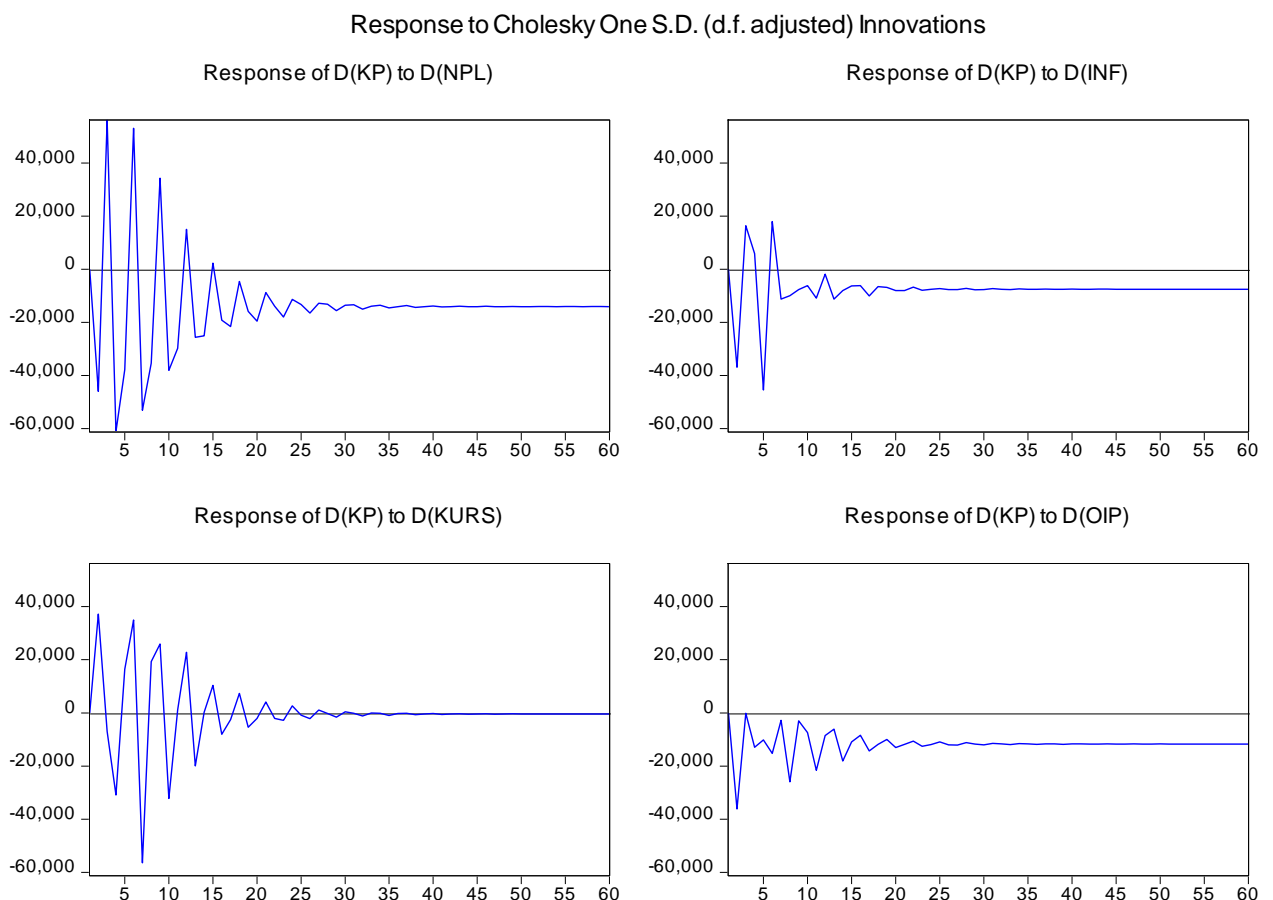 Response to Cholesky One S.D. (d.f. adjusted) Innovations
Response of D(KP) to D(NPL)
40,000
20,000
0
-20,000
-40,000
-60,000
5 10 15 20 25 30 35 40 45 50 55 60
Response of D(KP) to D(INF)
40,000
20,000
0
-20,000
-40,000
-60,000
5 10 15 20 25 30 35 40 45 50 55 60
Response of D(KP) to D(KURS)
40,000
20,000
0
-20,000
-40,000
-60,000
5 10 15 20 25 30 35 40 45 50 55 60
Response of D(KP) to D(OIP)
40,000
20,000
0
-20,000
-40,000
-60,000
5 10 15 20 25 30 35 40 45 50 55 60